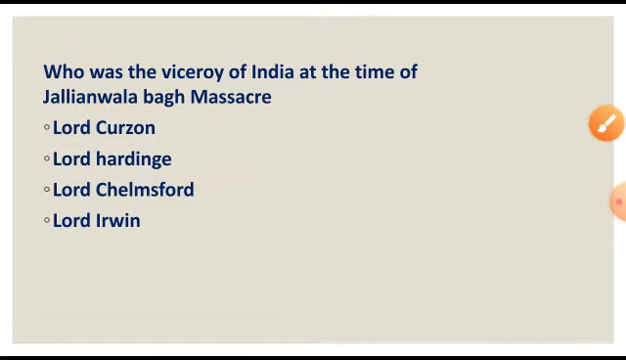 Who was the viceroy of India at the time of
Jallianwala bagh Massacre
◦Lord Curzon
◦Lord hardinge
◦Lord Chelmsford
◦Lord Irwin